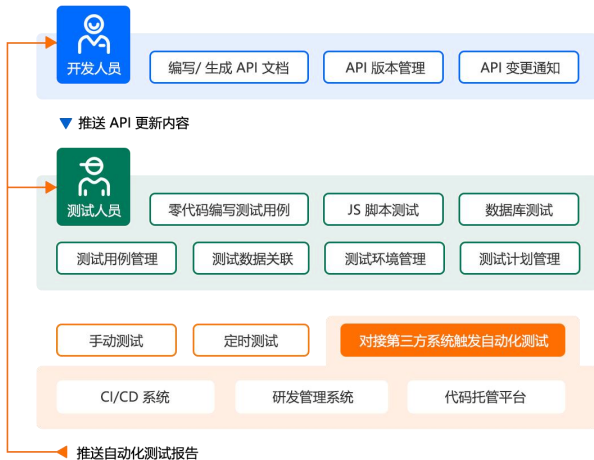 开发人员
编写/ 生成 API 文档
API 版本管理
API 变更通知
推送 API 更新内容
测试人员
零代码编写测试用例
JS 脚本测试
数据库测试
测试用例管理
测试数据关联
测试环境管理
测试计划管理
手动测试
定时测试
对接第三方系统触发自动化测试
CI/CD 系统
研发管理系统
代码托管平台
推送自动化测试报告